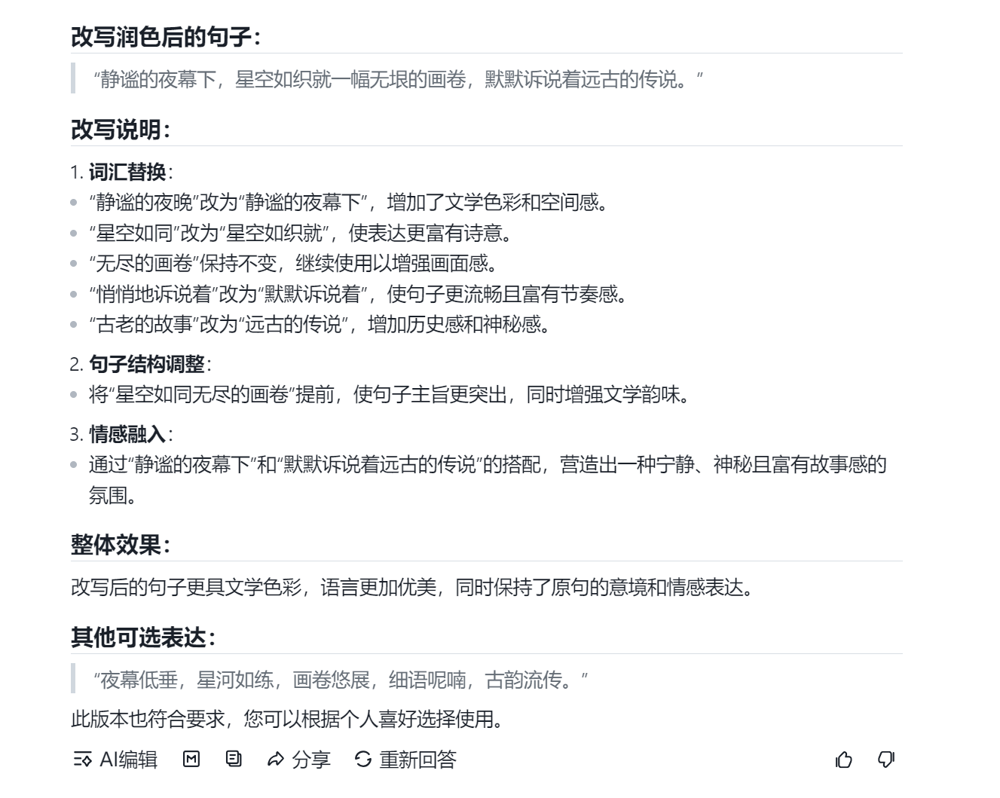 改写润色后的句子：
“静谧的夜幕下，星空如织就一幅无垠的画卷，默默诉说着远古的传说。”
改写说明：
1. 词汇替换：
“静谧的夜晚”改为“静谧的夜幕下”，增加了文学色彩和空间感。
“星空如同”改为“星空如织就”，使表达更富有诗意。
“无尽的画卷”保持不变，继续使用以增强画面感。
“悄悄地诉说着”改为“默默诉说着”，使句子更流畅且富有节奏感。
“古老的故事”改为“远古的传说”，增加历史感和神秘感。
2. 句子结构调整：
将“星空如同无尽的画卷”提前，使句子主旨更突出，同时增强文学韵味。
3. 情感融入：
通过“静谧的夜幕下”和“默默诉说着远古的传说”的搭配，营造出一种宁静、神秘且富有故事感的
氛围。
整体效果：
改写后的句子更具文学色彩，语言更加优美，同时保持了原句的意境和情感表达。
其他可选表达：
“夜幕低垂，星河如练，画卷悠展，细语呢喃，古韵流传。”
此版本也符合要求，您可以根据个人喜好选择使用。
AI编辑 分享 重新回答